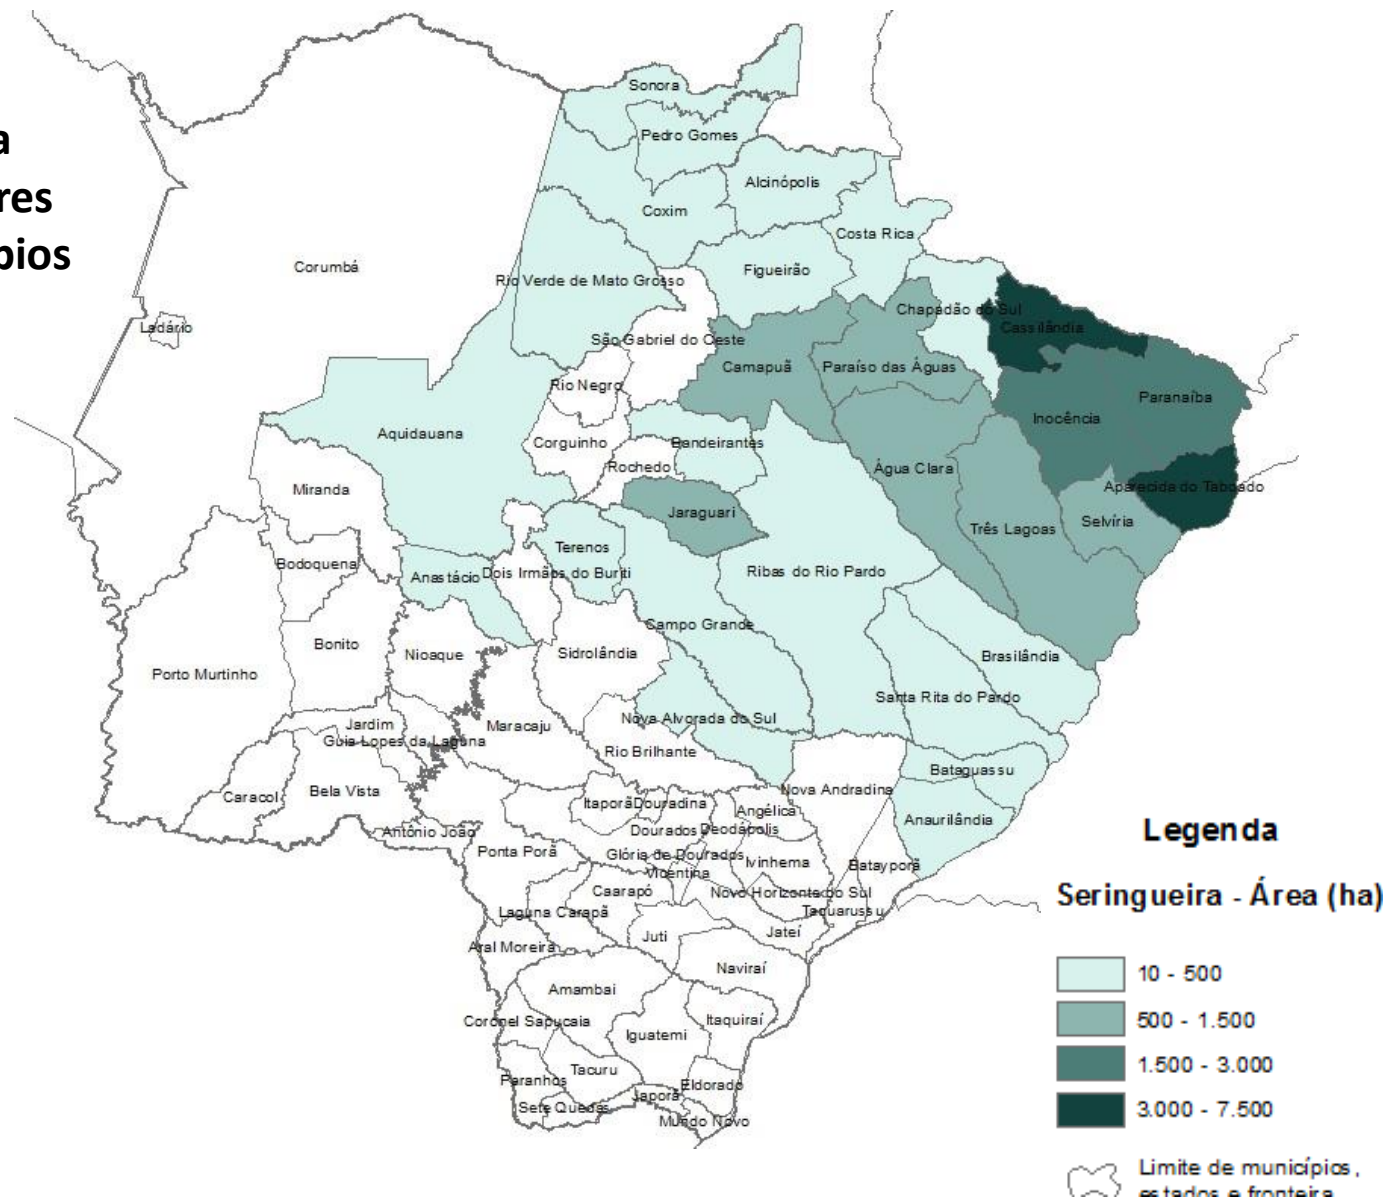 a
res
pios
Sonora
Pedro Gomes
Alcinópolis
Coxim
Costa Rica
Corumbá
Figueirão
Rio Verde de Mato Grosso
Chapadão do Sul
Ladário
Cassilândia
São Gabriel do Oeste
Camapuã
Paraíso das Águas
Rio Negro
Paranaíba
Inocência
Aquidauana
Corguinho
Bandeirantes
Rochedo
Água Clara
Miranda
Aparecida do Taboado
Jaraguari
Selvíria
Três Lagoas
Terenos
Bodoquena
Anastácio
Dois Irmãos do Buriti
Ribas do Rio Pardo
Campo Grande
Bonito
Nioaque
Sidrolândia
Brasilândia
Porto Murtinho
Santa Rita do Pardo
Jardim
Maracaju
Nova Alvorada do Sul
Guia Lopes da Laguna
Rio Brilhante
Bataguassu
Caracol
Bela Vista
Nova Andradina
Itaporã
Douradina
Angélica
Anaurilândia
Antônio João
Dourados
Deodápolis
Ponta Porã
Glória de Dourados
Ivinhema
Batayporã
Vicentina
Caarapó
Novo Horizonte do Sul
Laguna Carapã
Taquarussu
Juti
Jateí
Aral Moreira
Naviraí
Amambai
Coronel Sapucaia
Itaquiraí
Iguatemi
Tacuru
Paranhos
Eldorado
Japorã
Sete Quedas
Mundo Novo
Legenda
Seringueira - Área (ha)
10 - 500
500 - 1.500
1.500 - 3.000
3.000 - 7.500
Limite de municípios,
estados e fronteira